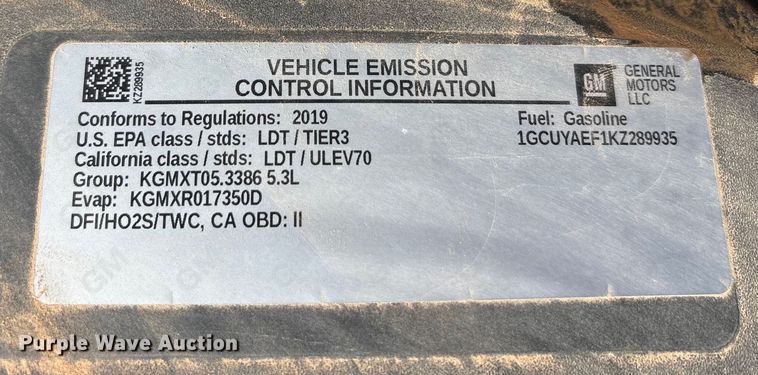 KZ289935
VEHICLE EMISSION
CONTROL INFORMATION
GM
GENERAL
MOTORS
LLC
Conforms to Regulations: 2019
U.S. EPA class / stds: LDT / TIER3
California class / stds: LDT / ULEV70
Group: KGMXT05.3386 5.3L
Evap: KGMXR017350D
DFI/HO2S/TWC, CA OBD: II
Fuel: Gasoline
1GCUYAEF1KZ289935
Purple Wave Auction